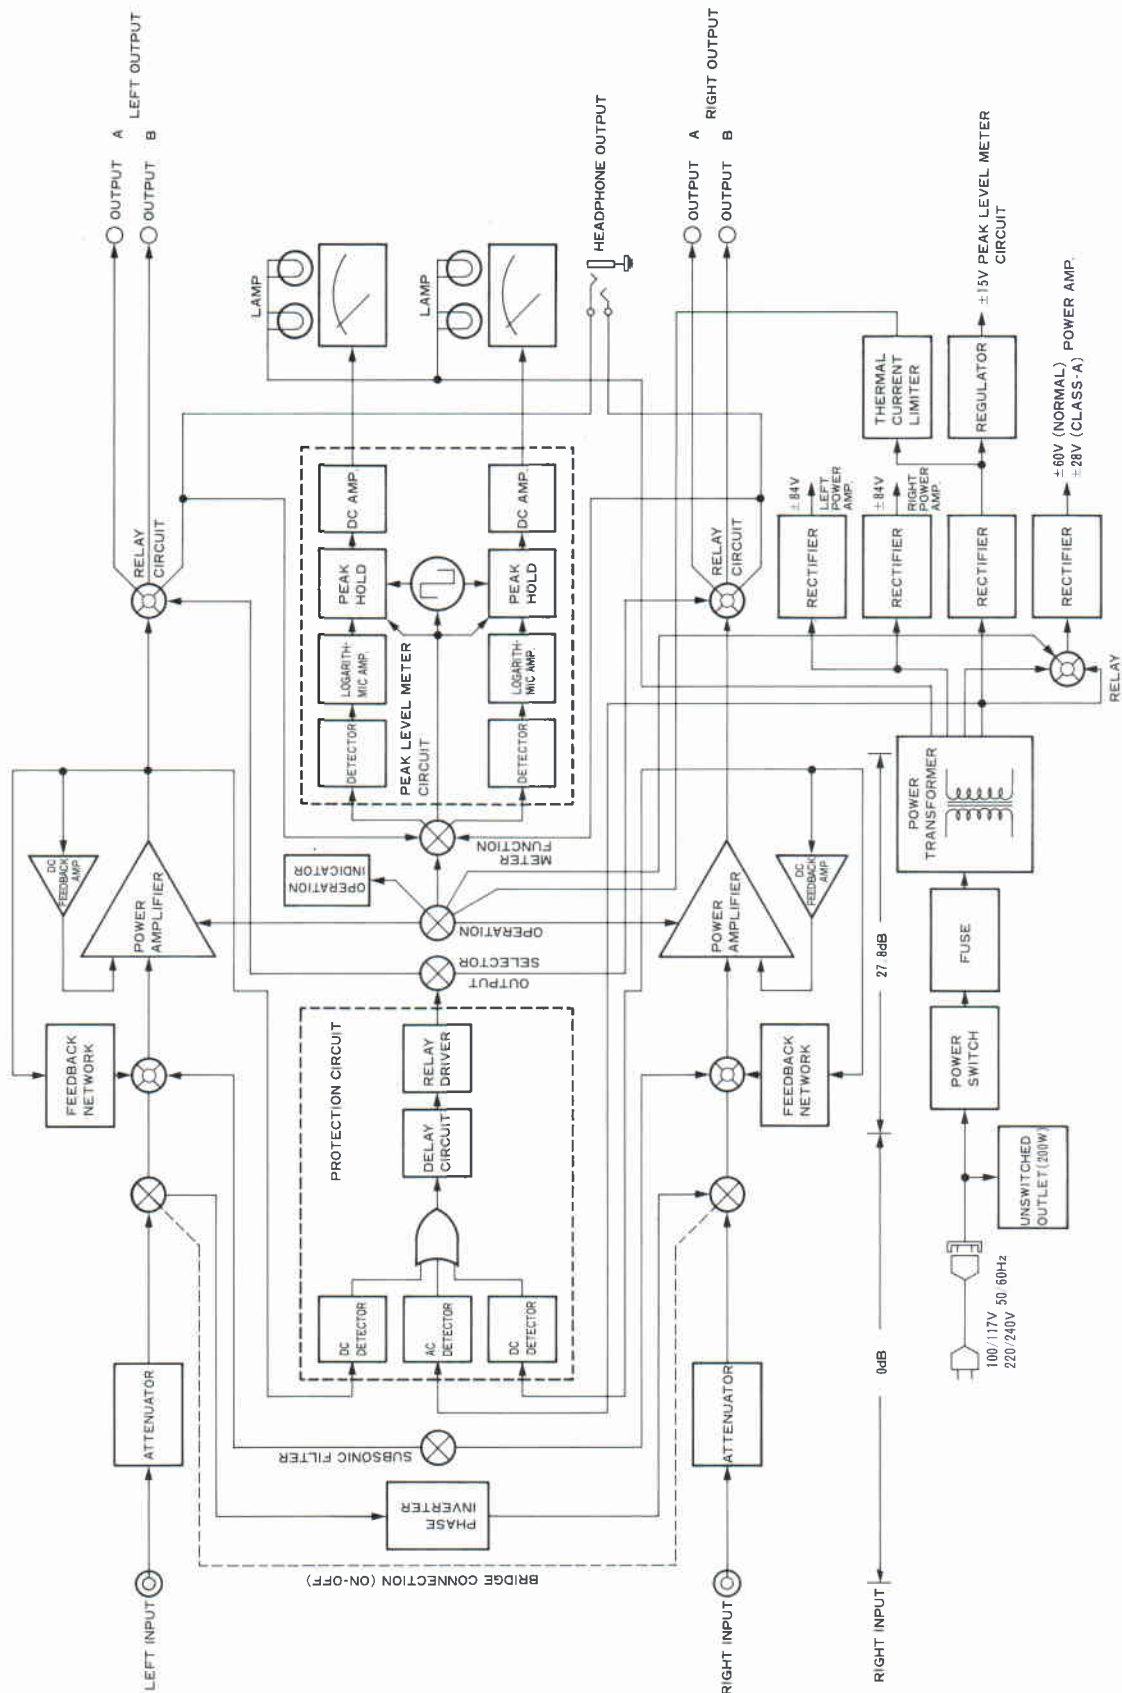 LEFT INPUT
ATTENUATOR
FEEDBACK
NETWORK
POWER
AMPLIFIER
DC
FEEDBACK
AMP.
RELAY
CIRCUIT
OUTPUT A
LEFT OUTPUT
OUTPUT B
BRIDGE CONNECTION (ON-OFF)
PHASE
INVERTER
SUBSONIC FILTER
PROTECTION CIRCUIT
DC
DETECTOR
AC
DETECTOR
DC
DETECTOR
DELAY
CIRCUIT
RELAY
DRIVER
OUTPUT
SELECTOR
OPERATION
OPERATION
INDICATOR
METER
FUNCTION
PEAK LEVEL METER
CIRCUIT
DETECTOR
LOGARITH-
MIC AMP.
PEAK
HOLD
DC AMP.
DETECTOR
LOGARITH-
MIC AMP.
PEAK
HOLD
DC AMP.
LAMP
LAMP
HEADPHONE OUTPUT
RIGHT INPUT
ATTENUATOR
FEEDBACK
NETWORK
POWER
AMPLIFIER
DC
FEEDBACK
AMP.
RELAY
CIRCUIT
OUTPUT A
RIGHT OUTPUT
OUTPUT B
RIGHT INPUT
0dB
27.8dB
100/117V 50/60Hz
220/240V
UNSWITCHED
OUTLET(200W)
POWER
SWITCH
FUSE
POWER
TRANSFORMER
RELAY
RECTIFIER
±84V
LEFT
POWER
AMP.
RECTIFIER
±84V
RIGHT
POWER
AMP.
RECTIFIER
RECTIFIER
THERMAL
CURRENT
LIMITER
REGULATOR
±15V PEAK LEVEL METER
CIRCUIT
±60V (NORMAL) POWER AMP.
±28V (CLASS-A)